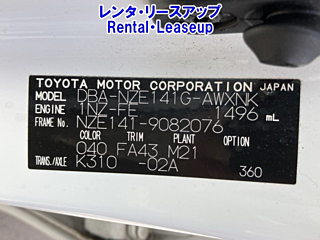 レンタ・リースアップ
Rental・Leaseup
TOYOTA MOTOR CORPORATION JAPAN
MODEL DBA-NZE141G-AWXNK
ENGINE 1NZ-FE 1496 mL
FRAME No. NZE141-9082076
COLOR TRIM PLANT OPTION
040 FA43 M21
TRANS./AXLE K310 -02A
360